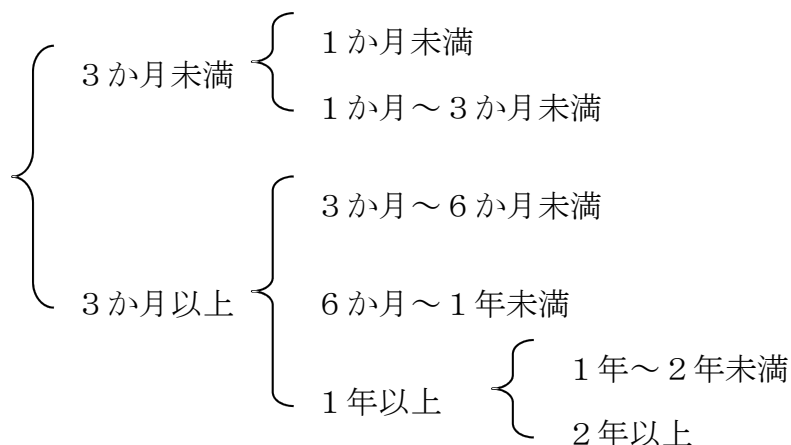 １か月未満
３か月未満
１か月～３か月未満
３か月～６か月未満
３か月以上
６か月～１年未満
１年～２年未満
１年以上
２年以上